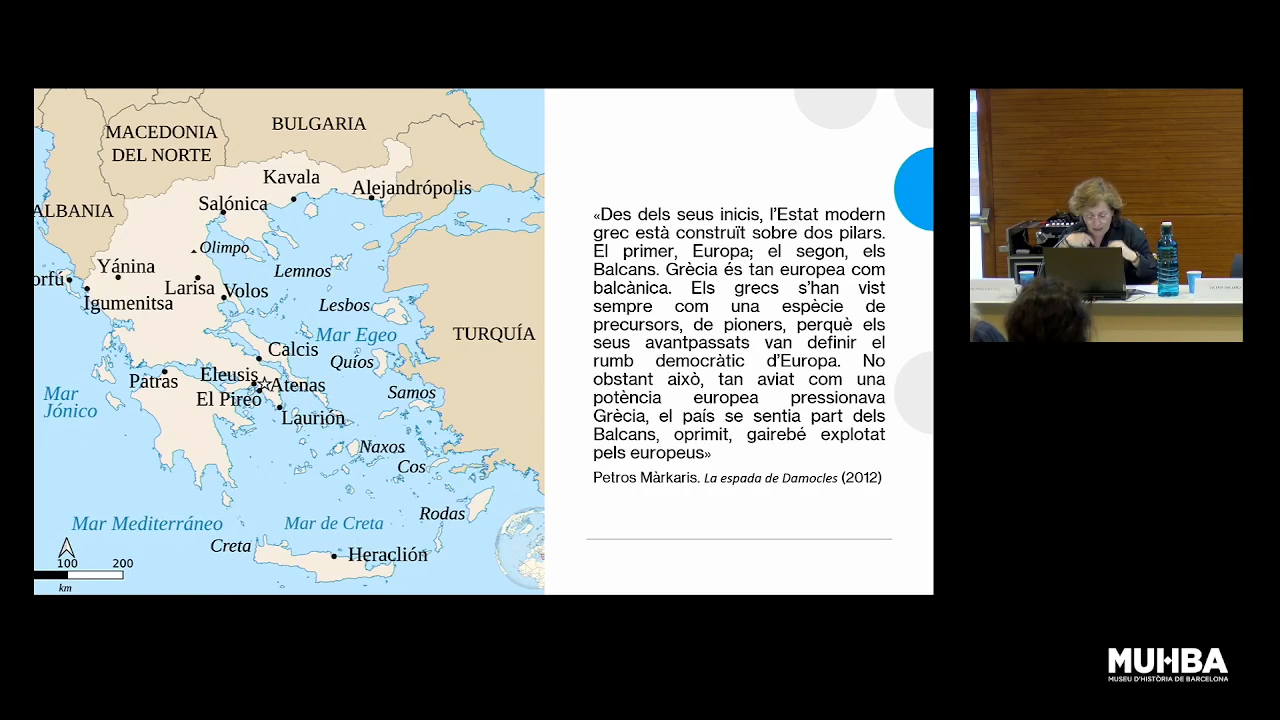 MACEDONIA
DEL NORTE
BULGARIA
ALBANIA
Kavala
Alejandrópolis
Salónica
Olimpo
Lemnos
orfú
Yánina
Larisa
Volos
Igumenitsa
Lesbos
Mar Egeo
TURQUÍA
Calcis
Quíos
Patras
Eleusis
Atenas
El Pireo
Samos
Laurión
Mar
Jónico
Naxos
Cos
Rodas
Mar Mediterráneo
Mar de Creta
Creta
Heraclión
100 200
km
«Des dels seus inicis, l’Estat modern
grec està construït sobre dos pilars.
El primer, Europa; el segon, els
Balcans. Grècia és tan europea com
balcànica. Els grecs s’han vist
sempre com una espècie de
precursors, de pioners, perquè els
seus avantpassats van definir el
rumb democràtic d’Europa. No
obstant això, tan aviat com una
potència europea pressionava
Grècia, el país se sentia part dels
Balcans, oprimit, gairebé explotat
pels europeus»
Petros Màrkaris. La espada de Damocles (2012)
MUHBA
MUSEU D'HISTÒRIA DE BARCELONA